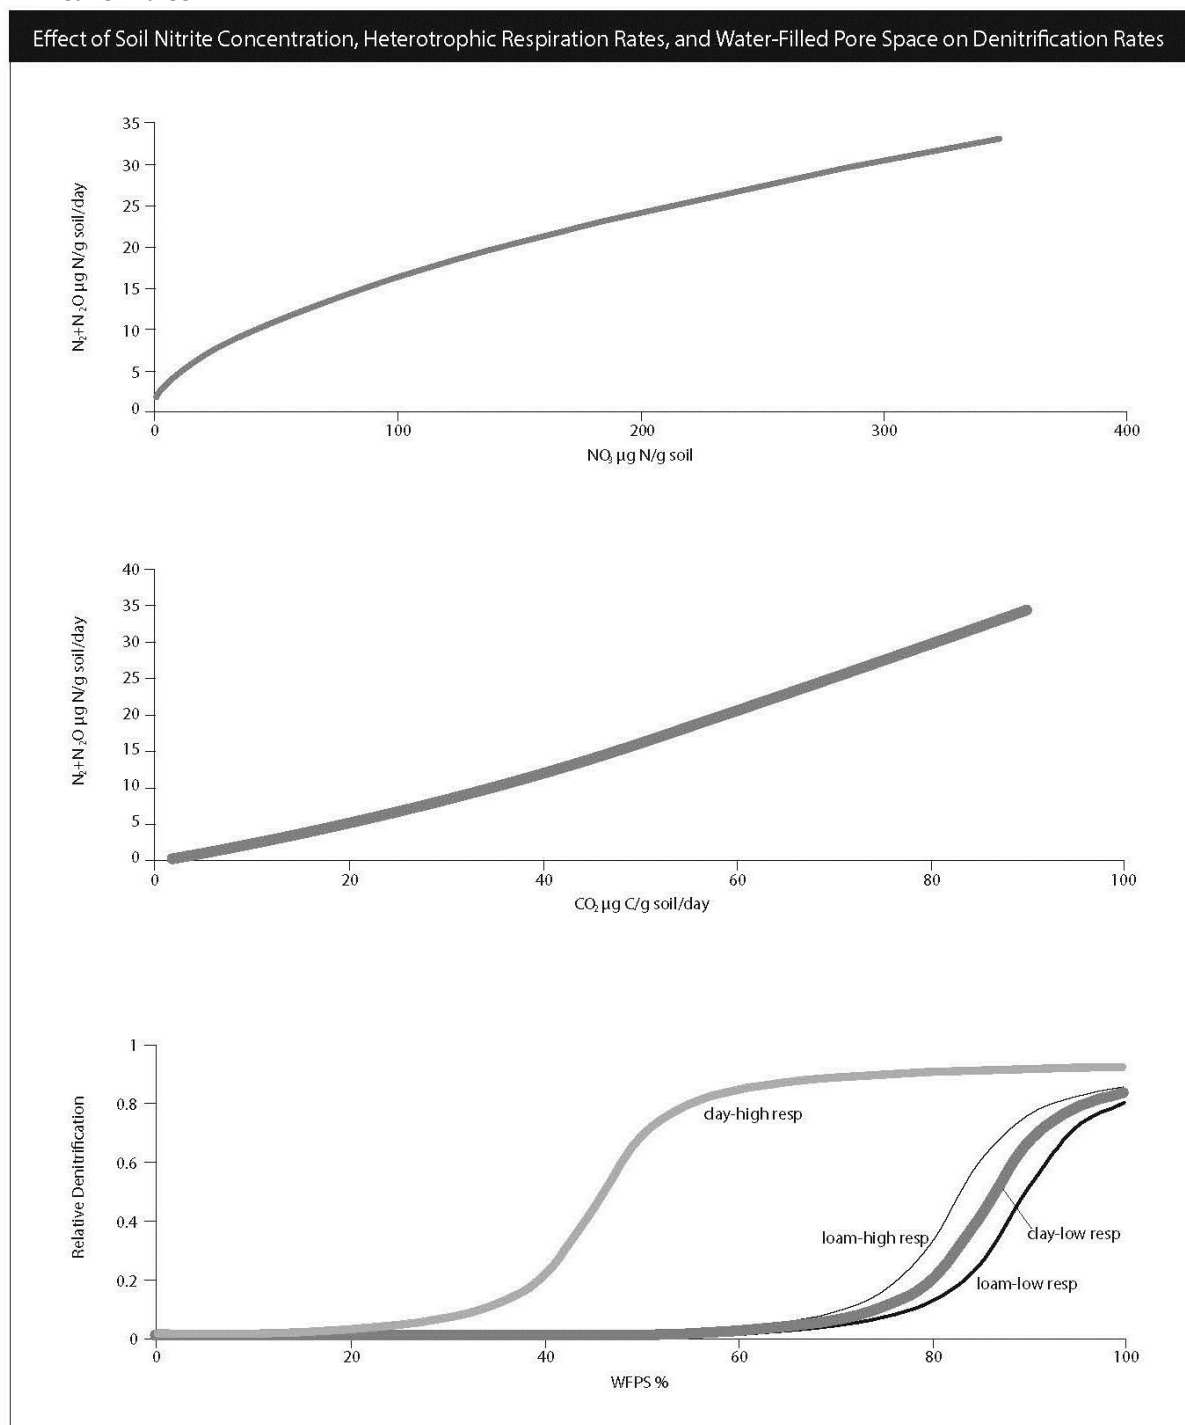 Effect of Soil Nitrite Concentration, Heterotrophic Respiration Rates, and Water-Filled Pore Space on Denitrification Rates
35
30
25
20
15
10
5
0
N₂+N₂O µg N/g soil/day
0 100 200 300 400
NO₃ µg N/g soil
40
35
30
25
20
15
10
5
0
N₂+N₂O µg N/g soil/day
0 20 40 60 80 100
CO₂ µg C/g soil/day
1
0.8
0.6
0.4
0.2
0
Relative Denitrification
clay-high resp
loam-high resp
clay-low resp
loam-low resp
0 20 40 60 80 100
WFPS %